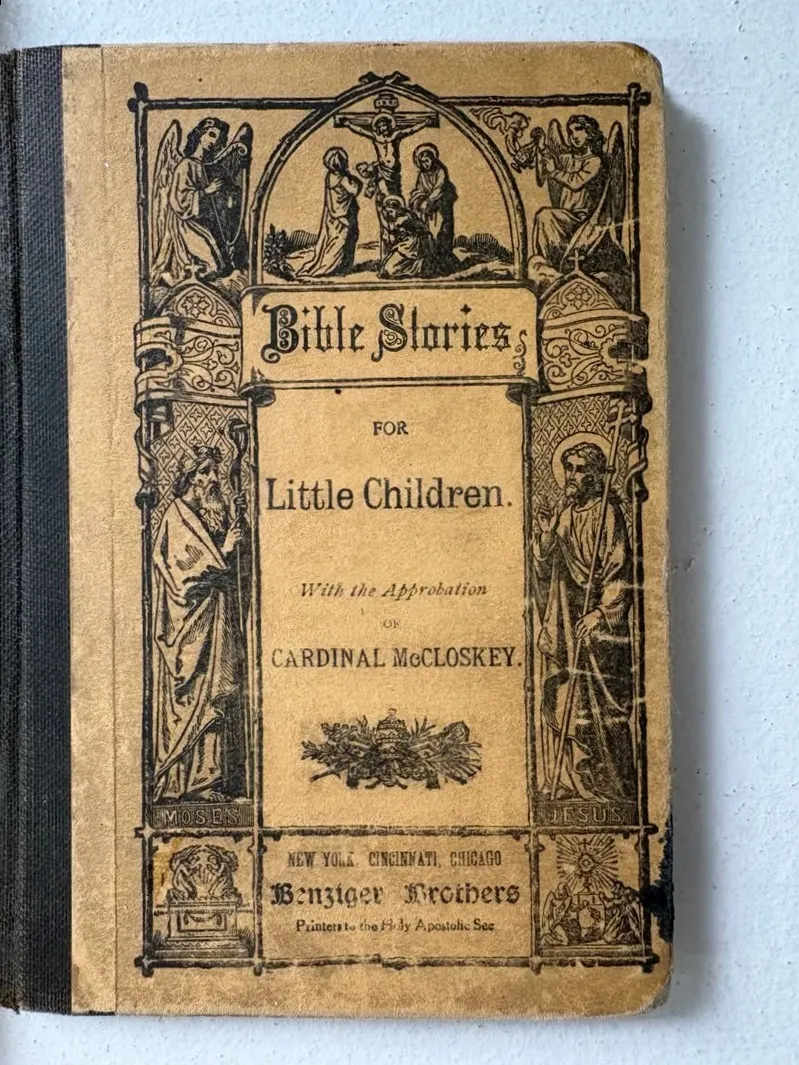 Bible Stories
FOR
Little Children.
With the Approbation
OF
CARDINAL McCLOSKEY.
MOSES
JESUS
NEW YORK, CINCINNATI, CHICAGO
Benziger Brothers
Printers to the Holy Apostolic See